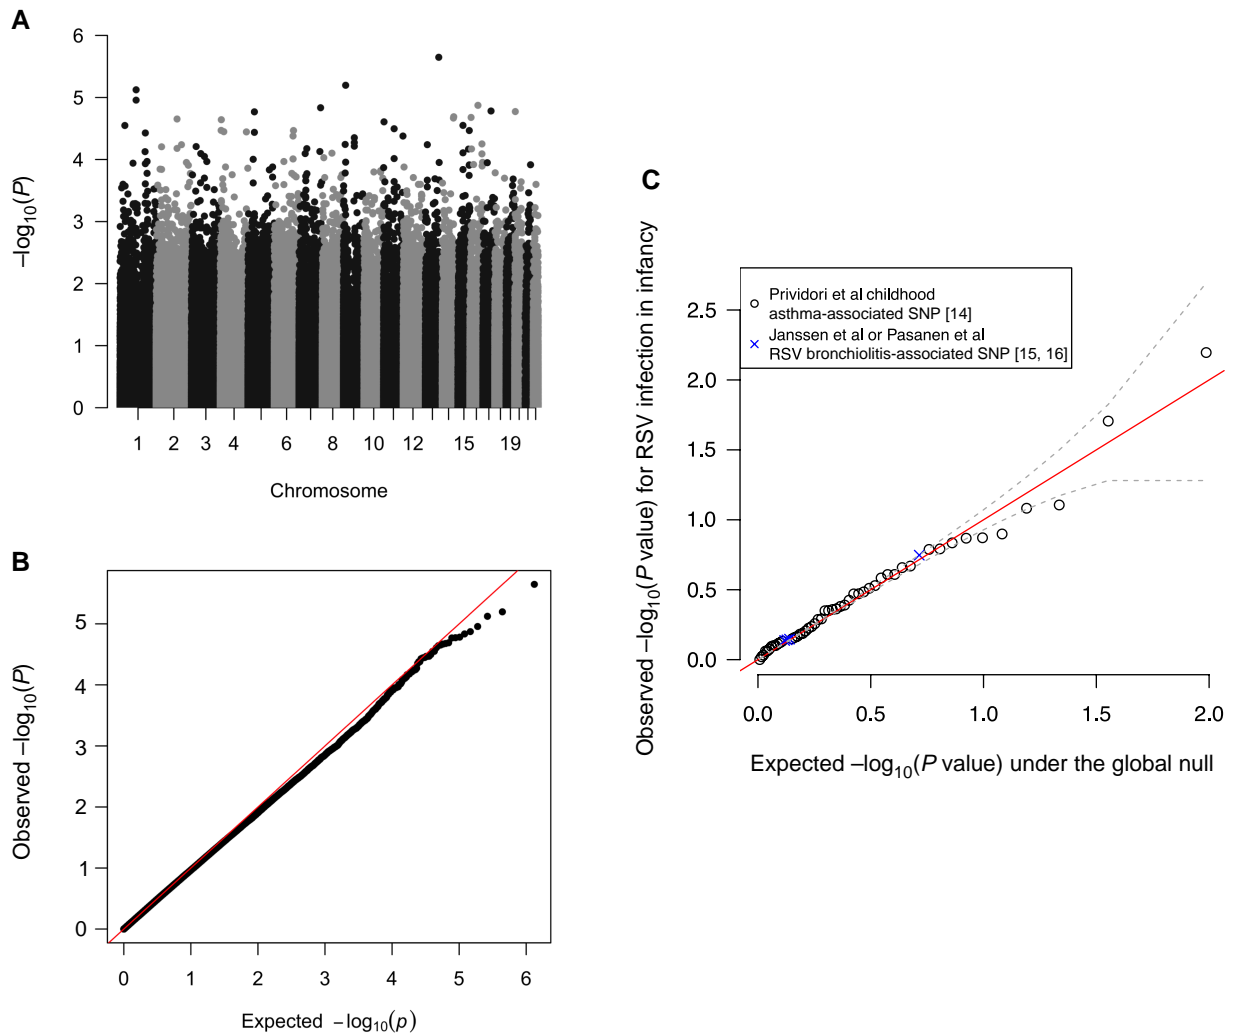 A
6
5
4
3
2
1
0
–log10(P)
1 2 3 4 6 8 10 12 15 19
Chromosome
B
5
4
3
2
1
0
Observed –log10(P)
0 1 2 3 4 5 6
Expected –log10(p)
C
Observed –log10(P value) for RSV infection in infancy
Prividori et al childhood
asthma-associated SNP [14]
Janssen et al or Pasanen et al
RSV bronchiolitis-associated SNP [15, 16]
2.5
2.0
1.5
1.0
0.5
0.0
0.0 0.5 1.0 1.5 2.0
Expected –log10(P value) under the global null